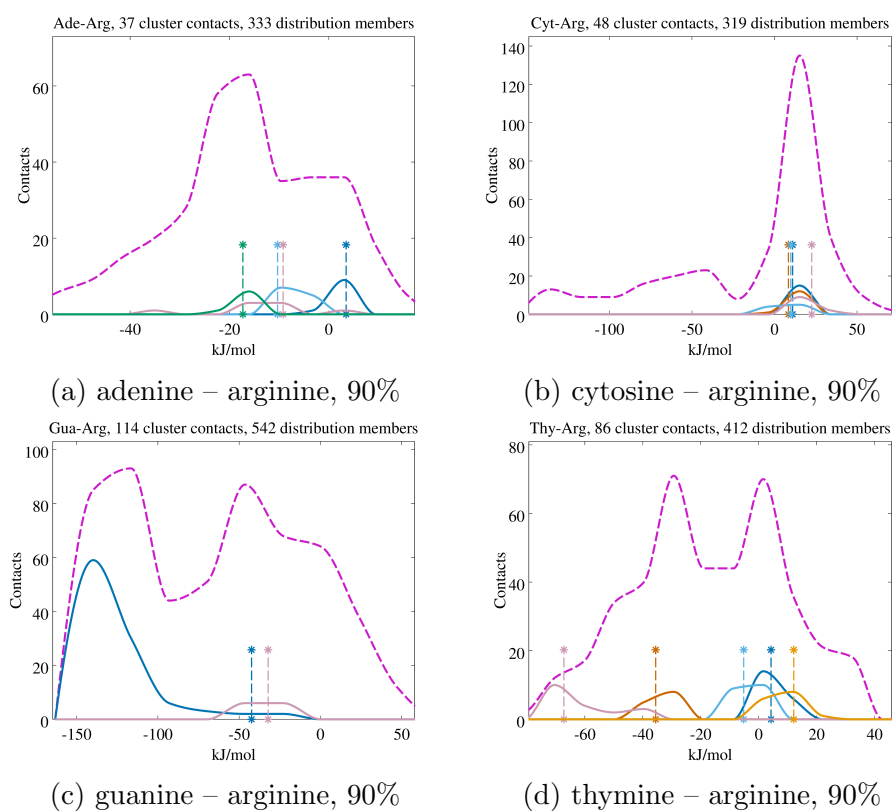 Ade-Arg, 37 cluster contacts, 333 distribution members
60
40
20
0
Contacts
-40
-20
0
kJ/mol
(a) adenine – arginine, 90%
Cyt-Arg, 48 cluster contacts, 319 distribution members
140
120
100
80
60
40
20
0
Contacts
-100
-50
0
50
kJ/mol
(b) cytosine – arginine, 90%
Gua-Arg, 114 cluster contacts, 542 distribution members
100
80
60
40
20
0
Contacts
-150
-100
-50
0
50
kJ/mol
(c) guanine – arginine, 90%
Thy-Arg, 86 cluster contacts, 412 distribution members
80
60
40
20
0
Contacts
-60
-40
-20
0
20
40
kJ/mol
(d) thymine – arginine, 90%